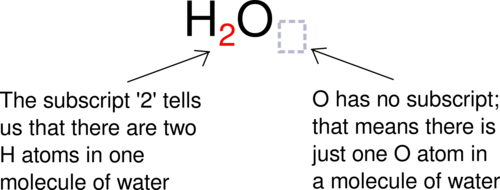 H2O
The subscript '2' tells
us that there are two
H atoms in one
molecule of water
O has no subscript;
that means there is
just one O atom in
a molecule of water